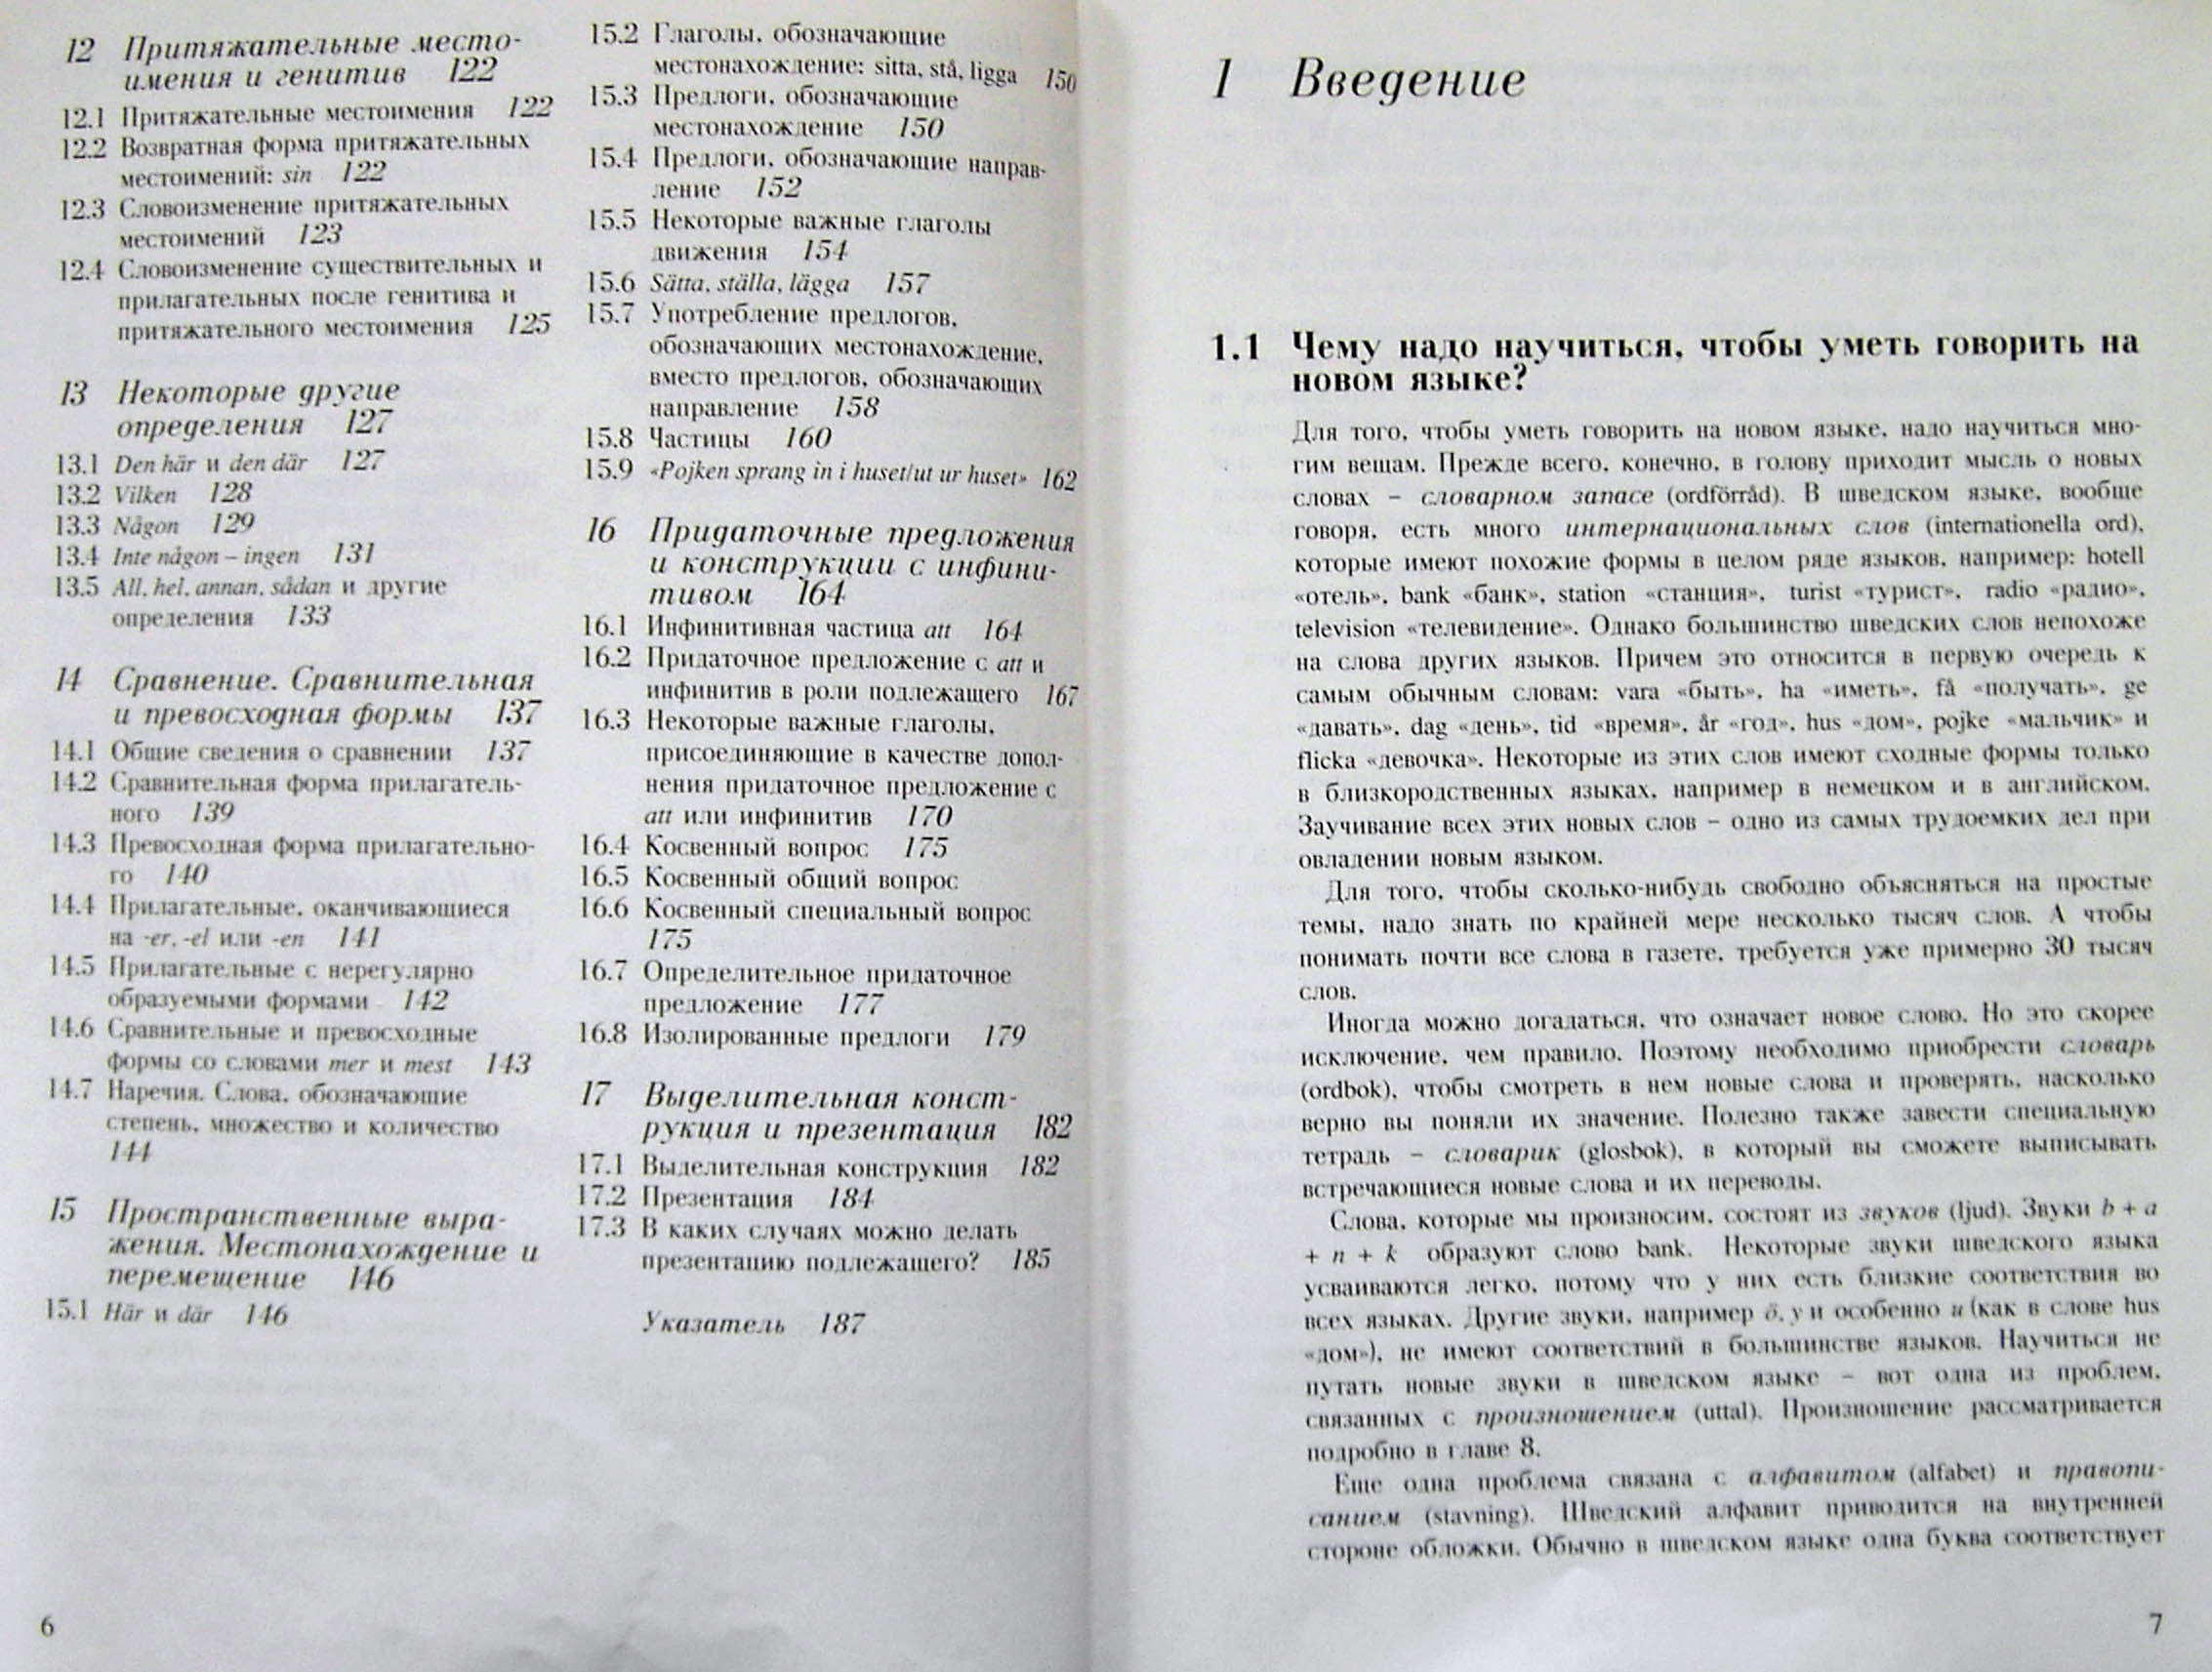 12 Притяжательные место-
имения и генитив 122
12.1 Притяжательные местоимения 122
12.2 Возвратная форма притяжательных
местоимений: sin 122
12.3 Словоизменение притяжательных
местоимений 123
12.4 Словоизменение существительных и
прилагательных после генитива и
притяжательного местоимения 125
13 Некоторые другие
определения 127
13.1 Den här и den där 127
13.2 Vilken 128
13.3 Någon 129
13.4 Inte någon – ingen 131
13.5 All, hel, annan, sådan и другие
определения 133
14 Сравнение. Сравнительная
и превосходная формы 137
14.1 Общие сведения о сравнении 137
14.2 Сравнительная форма прилагатель-
ного 139
14.3 Превосходная форма прилагательно-
го 140
14.4 Прилагательные, оканчивающиеся
на -er, -el или -en 141
14.5 Прилагательные с нерегулярно
образуемыми формами 142
14.6 Сравнительные и превосходные
формы со словами mer и mest 143
14.7 Наречия. Слова, обозначающие
степень, множество и количество
144
15 Пространственные выра-
жения. Местонахождение и
перемещение 146
15.1 Här и där 146
6
15.2 Глаголы, обозначающие
местонахождение: sitta, stå, ligga 150
15.3 Предлоги, обозначающие
местонахождение 150
15.4 Предлоги, обозначающие направ-
ление 152
15.5 Некоторые важные глаголы
движения 154
15.6 Sätta, ställa, lägga 157
15.7 Употребление предлогов,
обозначающих местонахождение,
вместо предлогов, обозначающих
направление 158
15.8 Частицы 160
15.9 «Pojken sprang in i huset/ut ur huset» 162
16 Придаточные предложения
и конструкции с инфини-
тивом 164
16.1 Инфинитивная частица att 164
16.2 Придаточное предложение с att и
инфинитив в роли подлежащего 167
16.3 Некоторые важные глаголы,
присоединяющие в качестве допол-
нения придаточное предложение с
att или инфинитив 170
16.4 Косвенный вопрос 175
16.5 Косвенный общий вопрос
16.6 Косвенный специальный вопрос
175
16.7 Определительное придаточное
предложение 177
16.8 Изолированные предлоги 179
17 Выделительная конст-
рукция и презентация 182
17.1 Выделительная конструкция 182
17.2 Презентация 184
17.3 В каких случаях можно делать
презентацию подлежащего? 185
Указатель 187
1 Введение
1.1 Чему надо научиться, чтобы уметь говорить на
новом языке?
Для того, чтобы уметь говорить на новом языке, надо научиться мно-
гим вещам. Прежде всего, конечно, в голову приходит мысль о новых
словах – словарном запасе (ordförråd). В шведском языке, вообще
говоря, есть много интернациональных слов (internationella ord),
которые имеют похожие формы в целом ряде языков, например: hotell
«отель», bank «банк», station «станция», turist «турист», radio «радио»,
television «телевидение». Однако большинство шведских слов непохоже
на слова других языков. Причем это относится в первую очередь к
самым обычным словам: vara «быть», ha «иметь», få «получать», ge
«давать», dag «день», tid «время», år «год», hus «дом», pojke «мальчик» и
flicka «девочка». Некоторые из этих слов имеют сходные формы только
в близкородственных языках, например в немецком и в английском.
Заучивание всех этих новых слов – одно из самых трудоемких дел при
овладении новым языком.
Для того, чтобы сколько-нибудь свободно объясняться на простые
темы, надо знать по крайней мере несколько тысяч слов. А чтобы
понимать почти все слова в газете, требуется уже примерно 30 тысяч
слов.
Иногда можно догадаться, что означает новое слово. Но это скорее
исключение, чем правило. Поэтому необходимо приобрести словарь
(ordbok), чтобы смотреть в нем новые слова и проверять, насколько
верно вы поняли их значение. Полезно также завести специальную
тетрадь – словарик (glosbok), в который вы сможете выписывать
встречающиеся новые слова и их переводы.
Слова, которые мы произносим, состоят из звуков (ljud). Звуки b + a
+ n + k образуют слово bank. Некоторые звуки шведского языка
усваиваются легко, потому что у них есть близкие соответствия во
всех языках. Другие звуки, например ö, y и особенно u (как в слове hus
«дом»), не имеют соответствий в большинстве языков. Научиться не
путать новые звуки в шведском языке – вот одна из проблем,
связанных с произношением (uttal). Произношение рассматривается
подробно в главе 8.
Еще одна проблема связана с алфавитом (alfabet) и правопи-
санием (stavning). Шведский алфавит приводится на внутренней
стороне обложки. Обычно в шведском языке одна буква соответствует
7